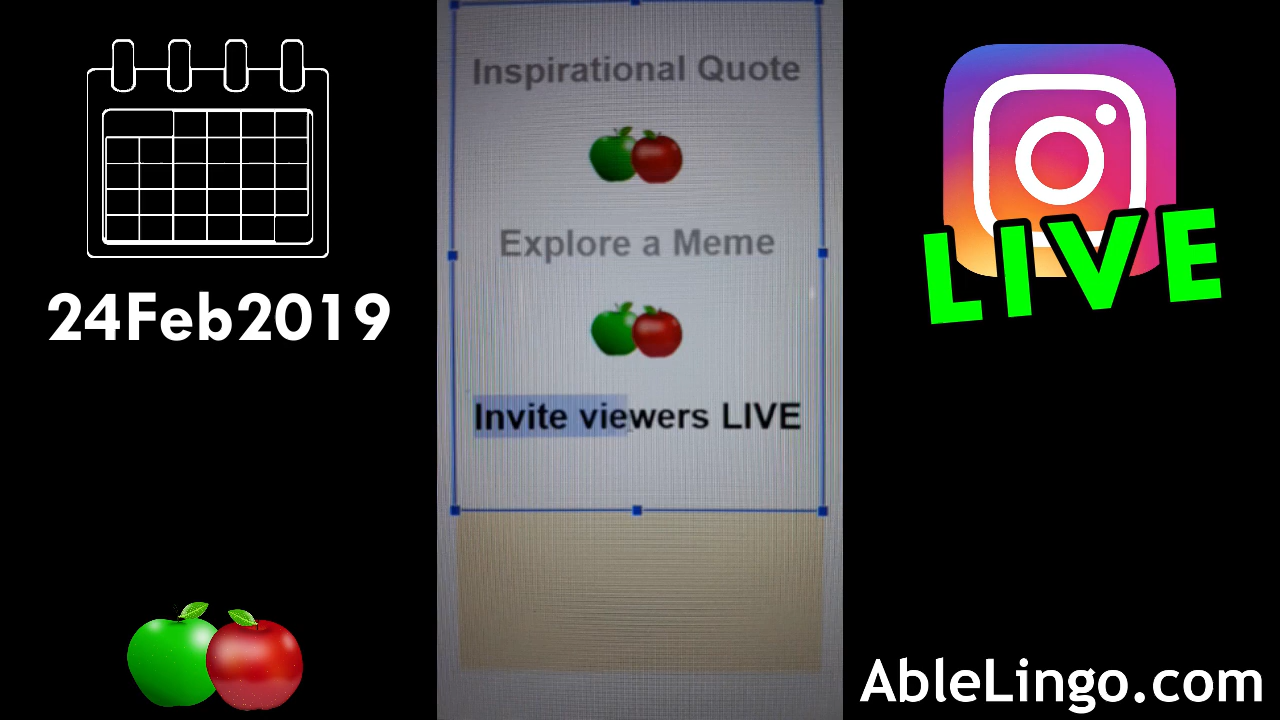 24Feb2019
Inspirational Quote
Explore a Meme
Invite viewers LIVE
LIVE
AbleLingo.com